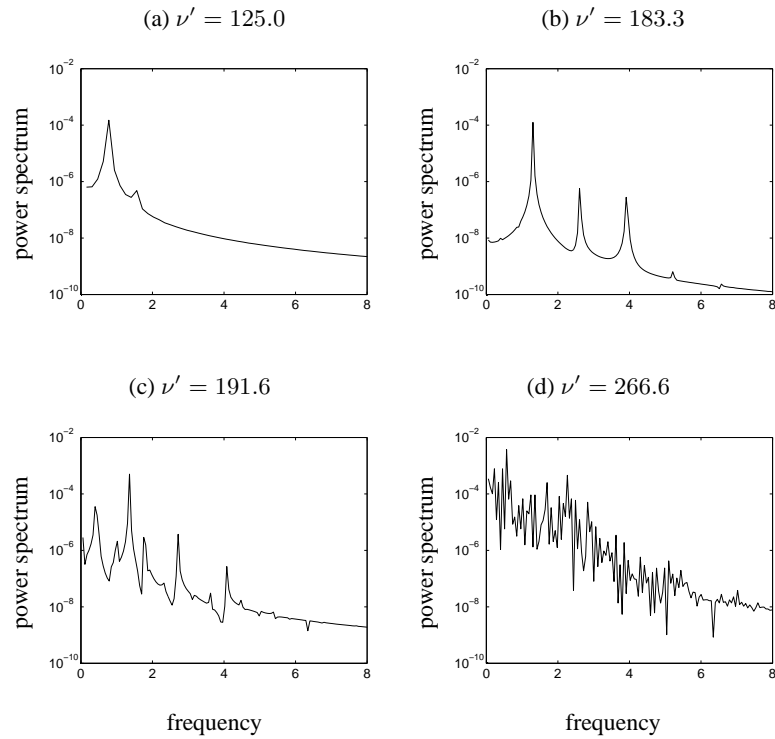 (a) ν′ = 125.0
power spectrum
10⁻²
10⁻⁴
10⁻⁶
10⁻⁸
10⁻¹⁰
0 2 4 6 8
(b) ν′ = 183.3
power spectrum
10⁻²
10⁻⁴
10⁻⁶
10⁻⁸
10⁻¹⁰
0 2 4 6 8
(c) ν′ = 191.6
power spectrum
10⁻²
10⁻⁴
10⁻⁶
10⁻⁸
10⁻¹⁰
0 2 4 6 8
frequency
(d) ν′ = 266.6
power spectrum
10⁻²
10⁻⁴
10⁻⁶
10⁻⁸
10⁻¹⁰
0 2 4 6 8
frequency